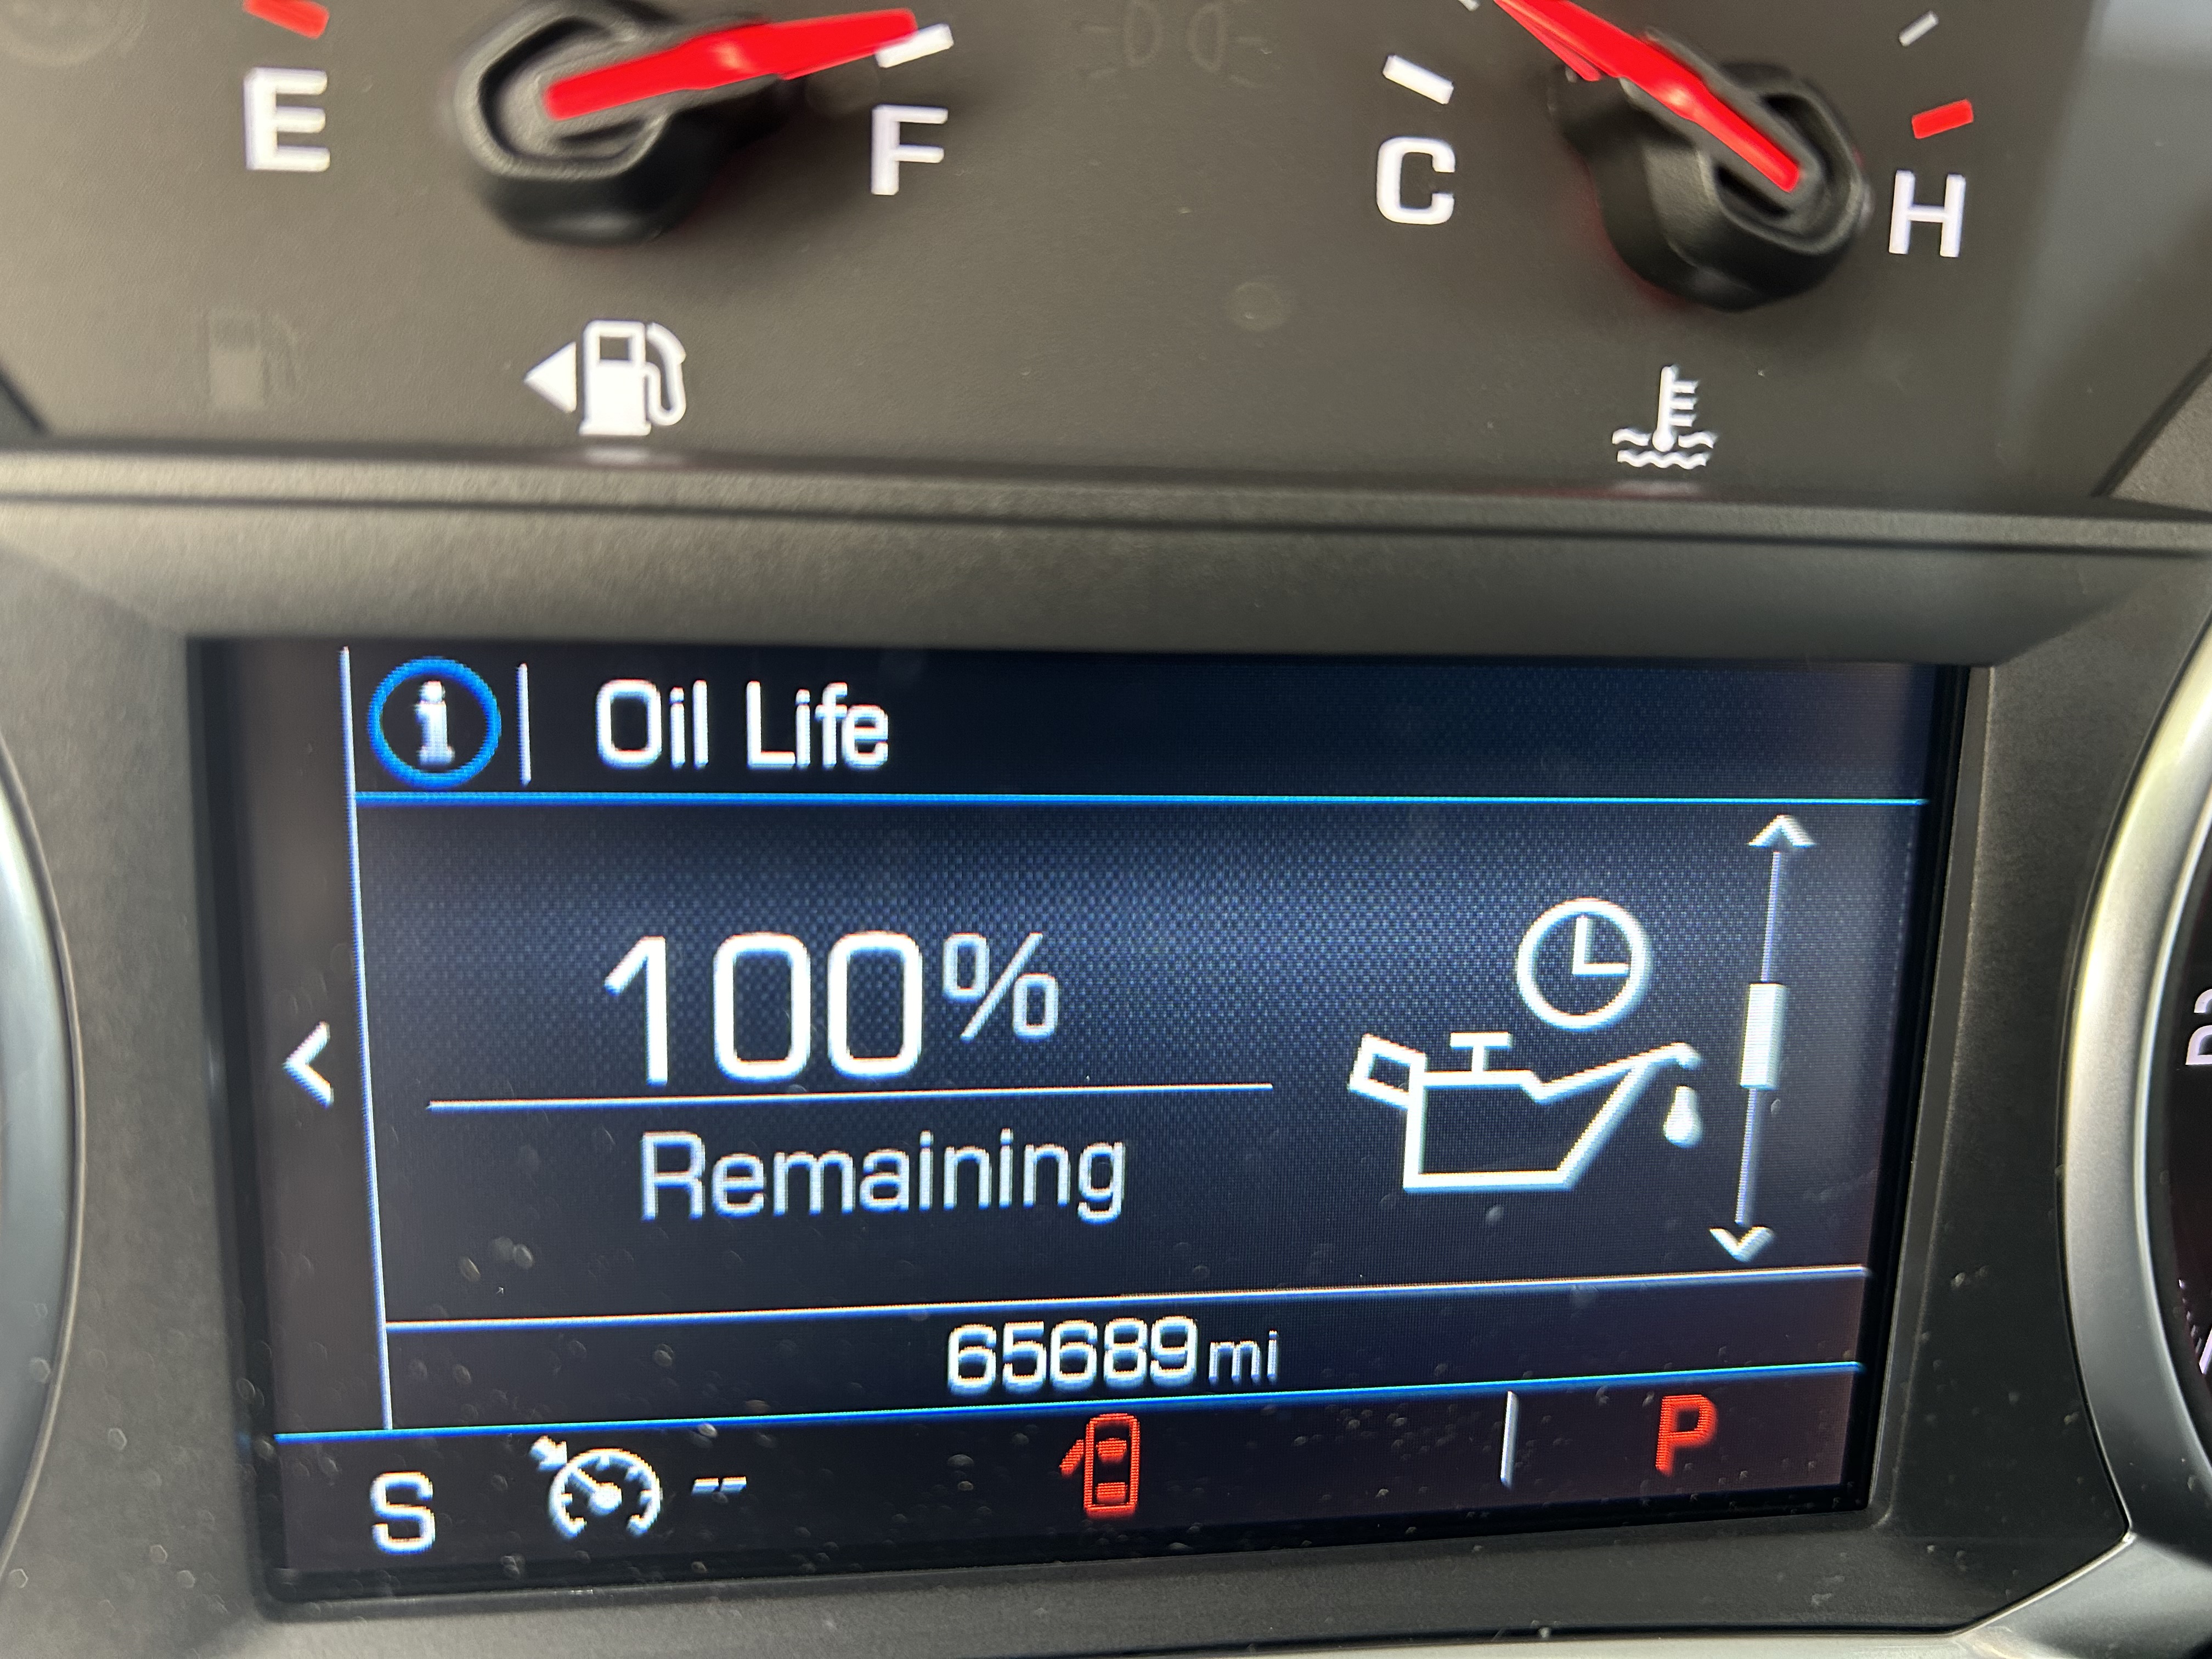 E F C H
Oil Life
100%
Remaining
65689 mi
S -- P